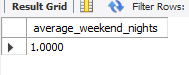 Result Grid Filter Rows:
average_weekend_nights
1.0000